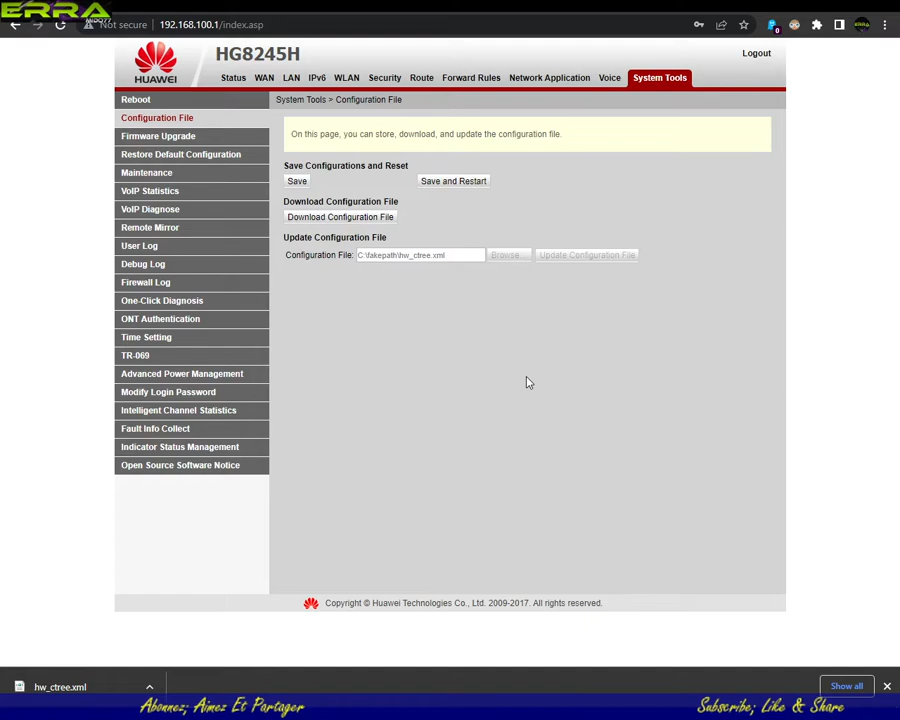 ERRA
MIDO77
Not secure 192.168.100.1/index.asp
0
HUAWEI
HG8245H
Logout
Status WAN LAN IPv6 WLAN Security Route Forward Rules Network Application Voice System Tools
Reboot
Configuration File
Firmware Upgrade
Restore Default Configuration
Maintenance
VoIP Statistics
VoIP Diagnose
Remote Mirror
User Log
Debug Log
Firewall Log
One-Click Diagnosis
ONT Authentication
Time Setting
TR-069
Advanced Power Management
Modify Login Password
Intelligent Channel Statistics
Fault Info Collect
Indicator Status Management
Open Source Software Notice
System Tools > Configuration File
On this page, you can store, download, and update the configuration file.
Save Configurations and Reset
Save Save and Restart
Download Configuration File
Download Configuration File
Update Configuration File
Configuration File: C:\fakepath\hw_ctree.xml Browse... Update Configuration File
Copyright © Huawei Technologies Co., Ltd. 2009-2017. All rights reserved.
hw_ctree.xml Show all
Abonnez; Aimez Et Partager Subscribe; Like & Share